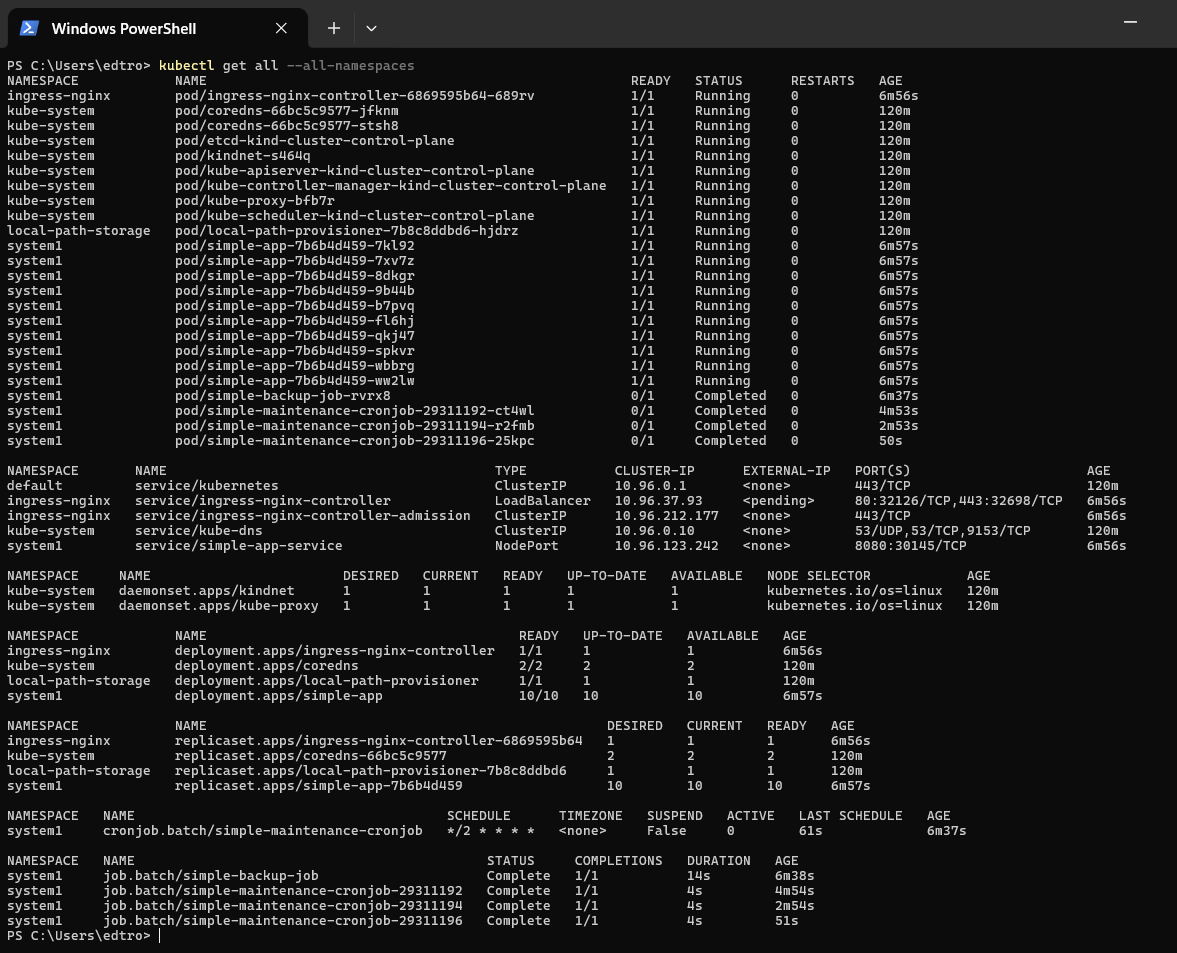 Windows PowerShell
PS C:\Users\edtro> kubectl get all --all-namespaces
NAMESPACE            NAME                                                     READY   STATUS      RESTARTS   AGE
ingress-nginx        pod/ingress-nginx-controller-6869595b64-689rv            1/1     Running     0          6m56s
kube-system          pod/coredns-66bc5c9577-jfknm                             1/1     Running     0          120m
kube-system          pod/coredns-66bc5c9577-stsh8                             1/1     Running     0          120m
kube-system          pod/etcd-kind-cluster-control-plane                      1/1     Running     0          120m
kube-system          pod/kindnet-s464q                                        1/1     Running     0          120m
kube-system          pod/kube-apiserver-kind-cluster-control-plane            1/1     Running     0          120m
kube-system          pod/kube-controller-manager-kind-cluster-control-plane   1/1     Running     0          120m
kube-system          pod/kube-proxy-bfb7r                                     1/1     Running     0          120m
kube-system          pod/kube-scheduler-kind-cluster-control-plane            1/1     Running     0          120m
local-path-storage   pod/local-path-provisioner-7b8c8ddbd6-hjdrz              1/1     Running     0          120m
system1              pod/simple-app-7b6b4d459-7kl92                           1/1     Running     0          6m57s
system1              pod/simple-app-7b6b4d459-7xv7z                           1/1     Running     0          6m57s
system1              pod/simple-app-7b6b4d459-8dkgr                           1/1     Running     0          6m57s
system1              pod/simple-app-7b6b4d459-9b44b                           1/1     Running     0          6m57s
system1              pod/simple-app-7b6b4d459-b7pvq                           1/1     Running     0          6m57s
system1              pod/simple-app-7b6b4d459-fl6hj                           1/1     Running     0          6m57s
system1              pod/simple-app-7b6b4d459-qkj47                           1/1     Running     0          6m57s
system1              pod/simple-app-7b6b4d459-spkvr                           1/1     Running     0          6m57s
system1              pod/simple-app-7b6b4d459-wbbrg                           1/1     Running     0          6m57s
system1              pod/simple-app-7b6b4d459-ww2lw                           1/1     Running     0          6m57s
system1              pod/simple-backup-job-rvrx8                              0/1     Completed   0          6m37s
system1              pod/simple-maintenance-cronjob-29311192-ct4wl            0/1     Completed   0          4m53s
system1              pod/simple-maintenance-cronjob-29311194-r2fmb            0/1     Completed   0          2m53s
system1              pod/simple-maintenance-cronjob-29311196-25kpc            0/1     Completed   0          50s
NAMESPACE       NAME                                         TYPE           CLUSTER-IP      EXTERNAL-IP   PORT(S)                      AGE
default         service/kubernetes                           ClusterIP      10.96.0.1       <none>        443/TCP                      120m
ingress-nginx   service/ingress-nginx-controller             LoadBalancer   10.96.37.93     <pending>     80:32126/TCP,443:32698/TCP   6m56s
ingress-nginx   service/ingress-nginx-controller-admission   ClusterIP      10.96.212.177   <none>        443/TCP                      6m56s
kube-system     service/kube-dns                             ClusterIP      10.96.0.10      <none>        53/UDP,53/TCP,9153/TCP       120m
system1         service/simple-app-service                   NodePort       10.96.123.242   <none>        8080:30145/TCP               6m56s
NAMESPACE     NAME                        DESIRED   CURRENT   READY   UP-TO-DATE   AVAILABLE   NODE SELECTOR            AGE
kube-system   daemonset.apps/kindnet      1         1         1       1            1           kubernetes.io/os=linux   120m
kube-system   daemonset.apps/kube-proxy   1         1         1       1            1           kubernetes.io/os=linux   120m
NAMESPACE            NAME                                       READY   UP-TO-DATE   AVAILABLE   AGE
ingress-nginx        deployment.apps/ingress-nginx-controller   1/1     1            1           6m56s
kube-system          deployment.apps/coredns                    2/2     2            2           120m
local-path-storage   deployment.apps/local-path-provisioner     1/1     1            1           120m
system1              deployment.apps/simple-app                 10/10   10           10          6m57s
NAMESPACE            NAME                                                  DESIRED   CURRENT   READY   AGE
ingress-nginx        replicaset.apps/ingress-nginx-controller-6869595b64   1         1         1       6m56s
kube-system          replicaset.apps/coredns-66bc5c9577                    2         2         2       120m
local-path-storage   replicaset.apps/local-path-provisioner-7b8c8ddbd6     1         1         1       120m
system1              replicaset.apps/simple-app-7b6b4d459                  10        10        10      6m57s
NAMESPACE   NAME                                       SCHEDULE      TIMEZONE   SUSPEND   ACTIVE   LAST SCHEDULE   AGE
system1     cronjob.batch/simple-maintenance-cronjob   */2 * * * *   <none>     False     0        61s             6m37s
NAMESPACE   NAME                                            STATUS     COMPLETIONS   DURATION   AGE
system1     job.batch/simple-backup-job                     Complete   1/1           14s        6m38s
system1     job.batch/simple-maintenance-cronjob-29311192   Complete   1/1           4s         4m54s
system1     job.batch/simple-maintenance-cronjob-29311194   Complete   1/1           4s         2m54s
system1     job.batch/simple-maintenance-cronjob-29311196   Complete   1/1           4s         51s
PS C:\Users\edtro>